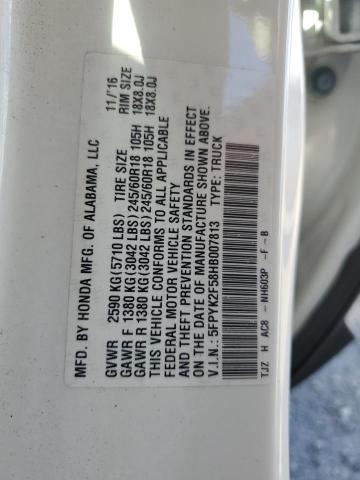 MFD. BY HONDA MFG. OF ALABAMA, LLC 11/16
GVWR 2590 KG (5710 LBS) TIRE SIZE RIM SIZE
GAWR F 1380 KG (3042 LBS) 245/60R18 105H 18X8.0J
GAWR R 1380 KG (3042 LBS) 245/60R18 105H 18X8.0J
THIS VEHICLE CONFORMS TO ALL APPLICABLE
FEDERAL MOTOR VEHICLE SAFETY
AND THEFT PREVENTION STANDARDS IN EFFECT
ON THE DATE OF MANUFACTURE SHOWN ABOVE.
V.I.N.: 5FPYK2F58HB007813 TYPE: TRUCK
TJZ H AC8 - NH603P -F -B